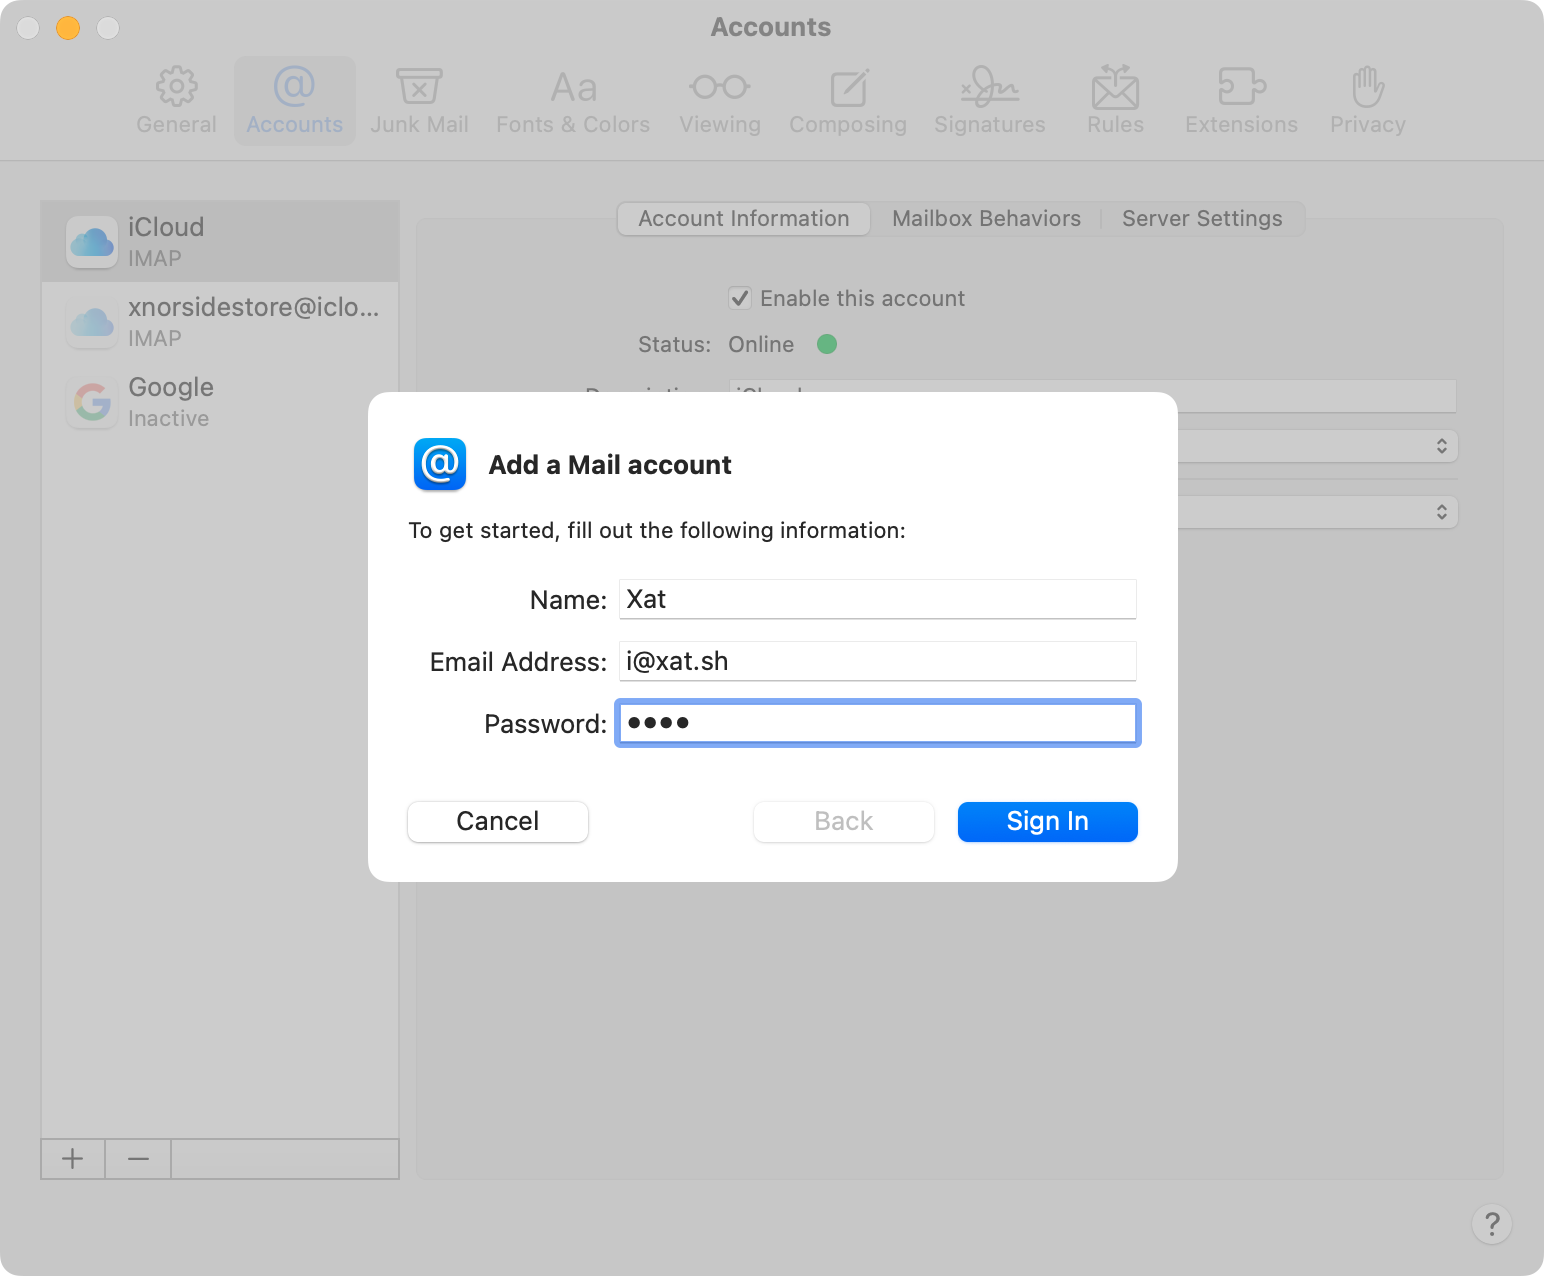 Accounts
General
Accounts
Junk Mail
Aa
Fonts & Colors
Viewing
Composing
Signatures
Rules
Extensions
Privacy
iCloud
IMAP
xnorsidestore@iclo...
IMAP
Google
Inactive
Account Information
Mailbox Behaviors
Server Settings
Enable this account
Status: Online
@ Add a Mail account
To get started, fill out the following information:
Name: Xat
Email Address: i@xat.sh
Password: ••••
Cancel
Back
Sign In
?